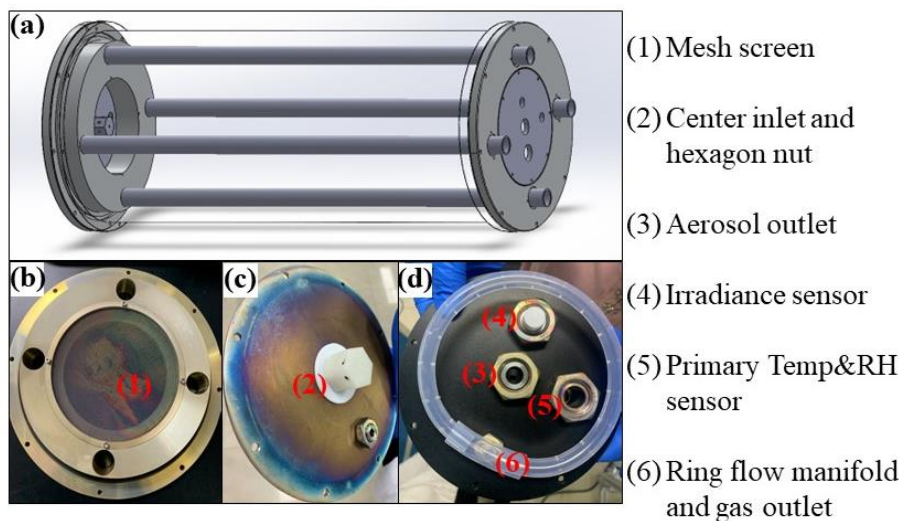 (a)
(b)
(c)
(d)
(1)
(2)
(4)
(3)
(5)
(6)
(1) Mesh screen
(2) Center inlet and
hexagon nut
(3) Aerosol outlet
(4) Irradiance sensor
(5) Primary Temp&RH
sensor
(6) Ring flow manifold
and gas outlet